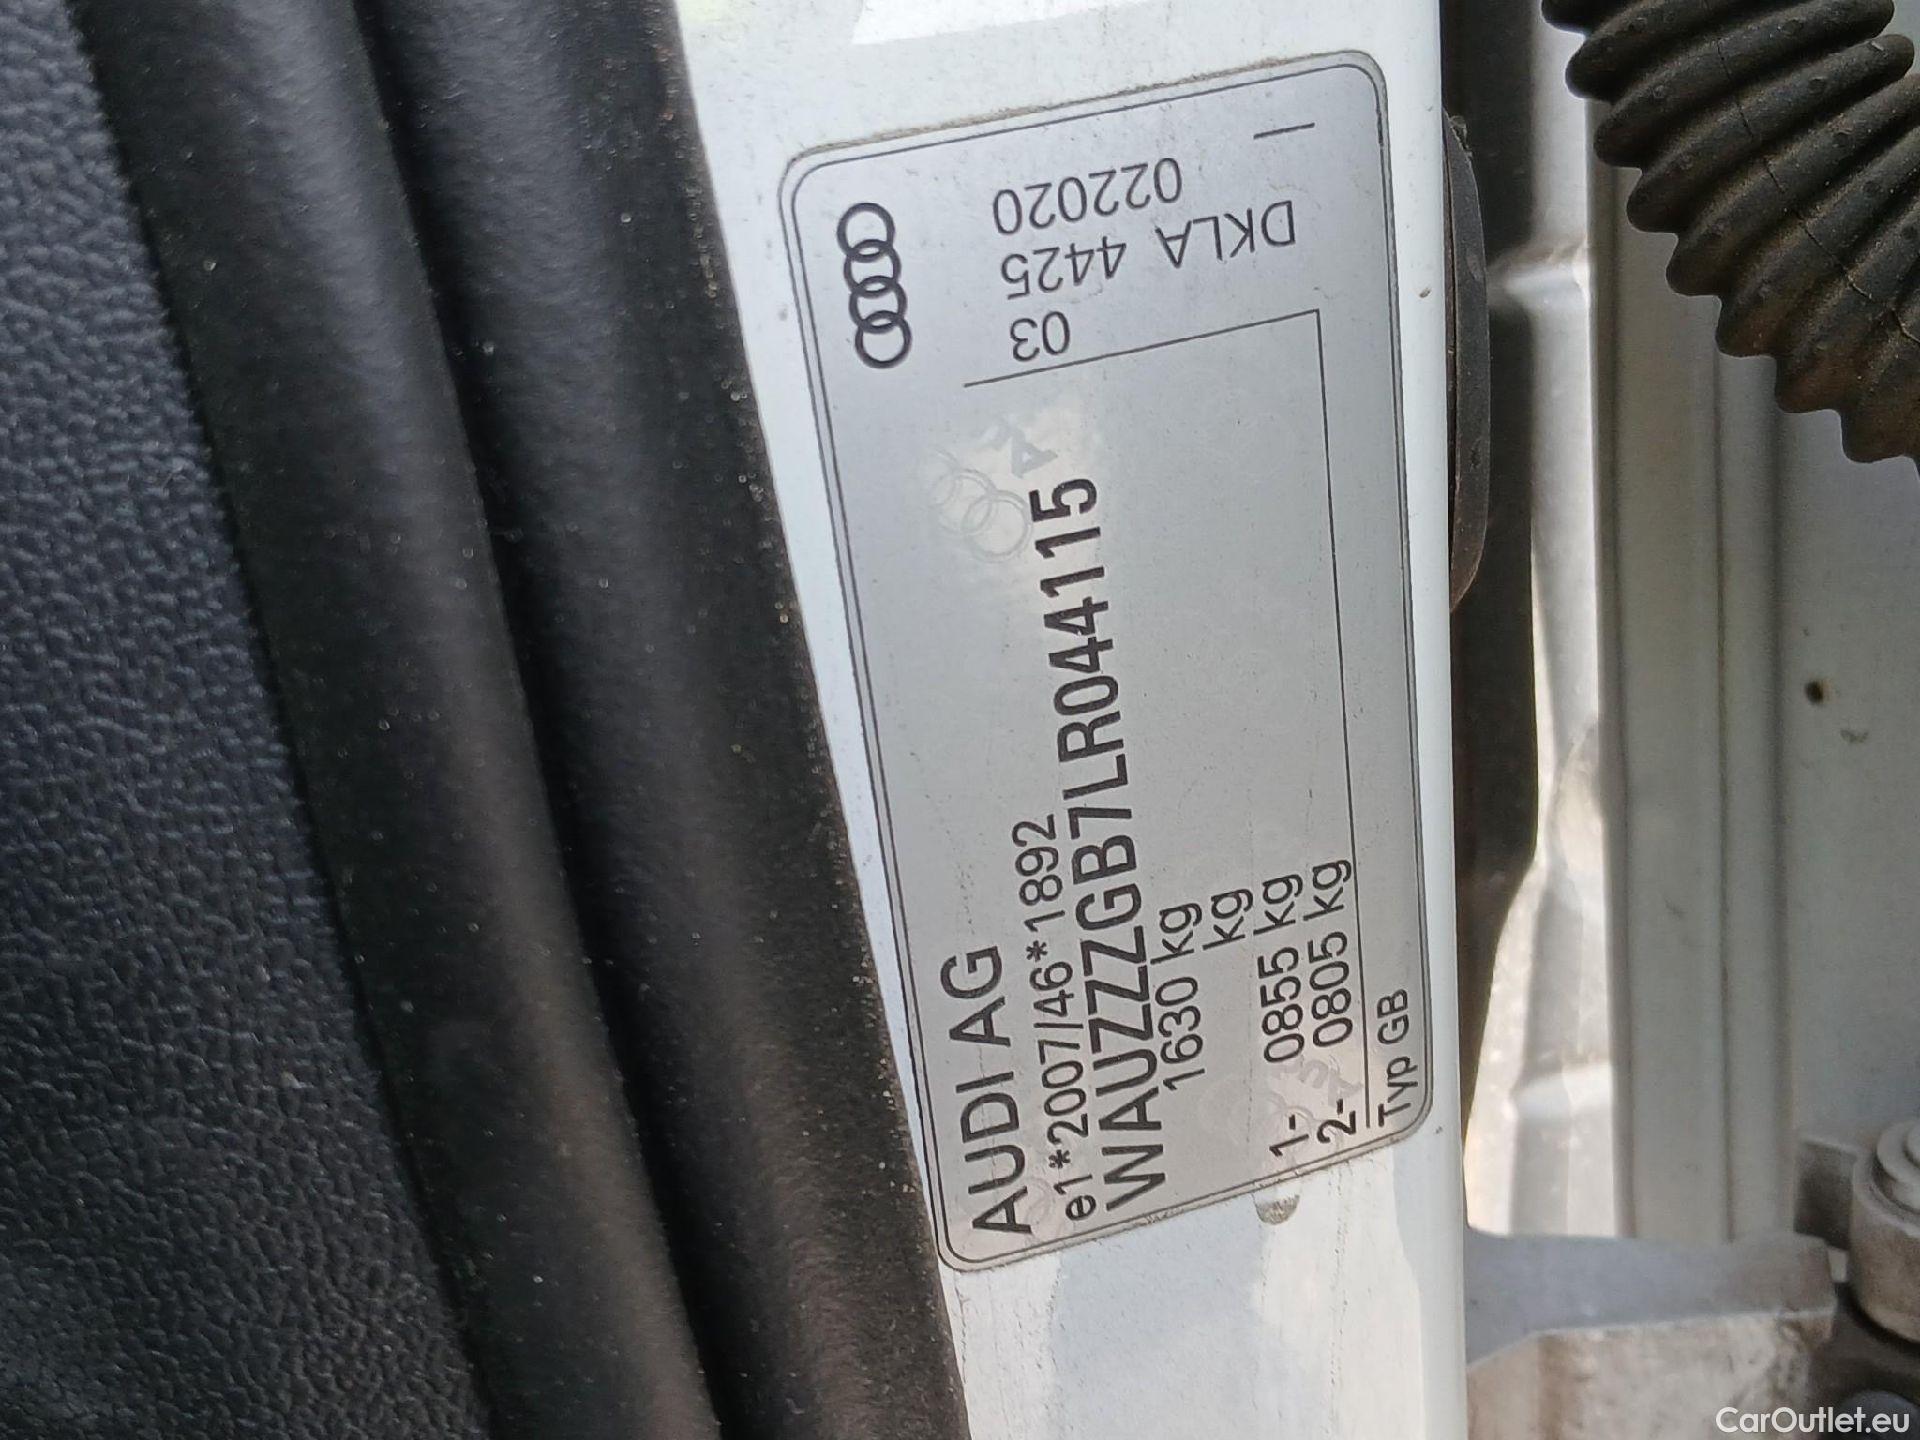 AUDI AG
e1*2007/46*1892
WAUZZZGB7LR044115
1630 kg
kg
1- 0855 kg
2- 0805 kg
Typ GB
03
DKLA 4425
022020
CarOutlet.eu